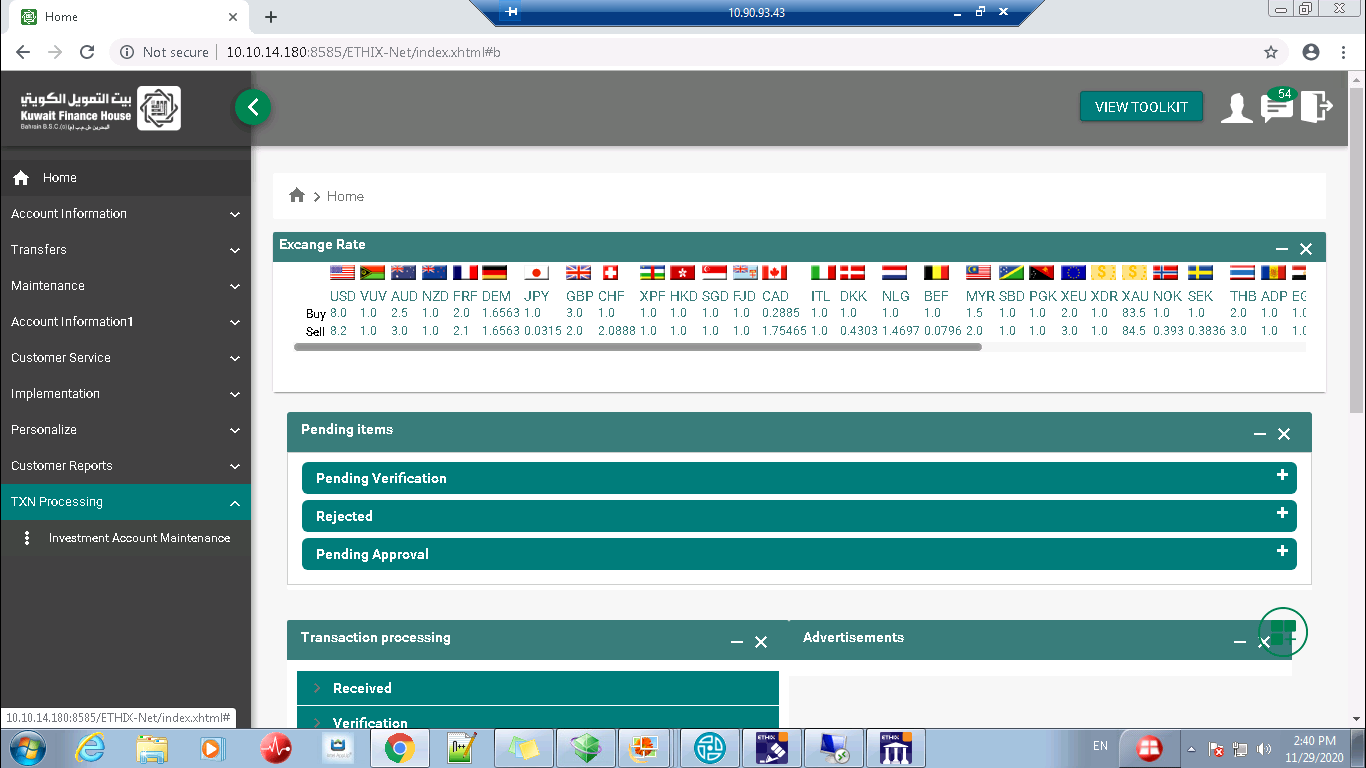 Home
10.90.93.43
Not secure
10.10.14.180:8585/ETHIX-Net/index.xhtml#b
بيت التمويل الكويتي
Kuwait Finance House
VIEW TOOLKIT
54
Home
Account Information
Transfers
Maintenance
Account Information1
Customer Service
Implementation
Personalize
Customer Reports
TXN Processing
Investment Account Maintenance
Home
Excange Rate
USD VUV AUD NZD FRF DEM JPY GBP CHF XPF HKD SGD FJD CAD ITL DKK NLG BEF MYR SBD PGK XEU XDR XAU NOK SEK THB ADP EG
Buy 8.0 1.0 2.5 1.0 2.0 1.6563 1.0 3.0 1.0 1.0 1.0 1.0 1.0 0.2885 1.0 1.0 1.0 1.0 1.5 1.0 1.0 2.0 1.0 83.5 1.0 1.0 2.0 1.0 1.0
Sell 8.2 1.0 3.0 1.0 2.1 1.6563 0.0315 2.0 2.0888 1.0 1.0 1.0 1.0 1.75465 1.0 0.4303 1.4697 0.0796 2.0 1.0 1.0 3.0 1.0 84.5 0.393 0.3836 3.0 1.0 1.0
Pending items
Pending Verification
Rejected
Pending Approval
Transaction processing
Advertisements
Received
Verification
10.10.14.180:8585/ETHIX-Net/index.xhtml#
EN
2:40 PM
11/29/2020